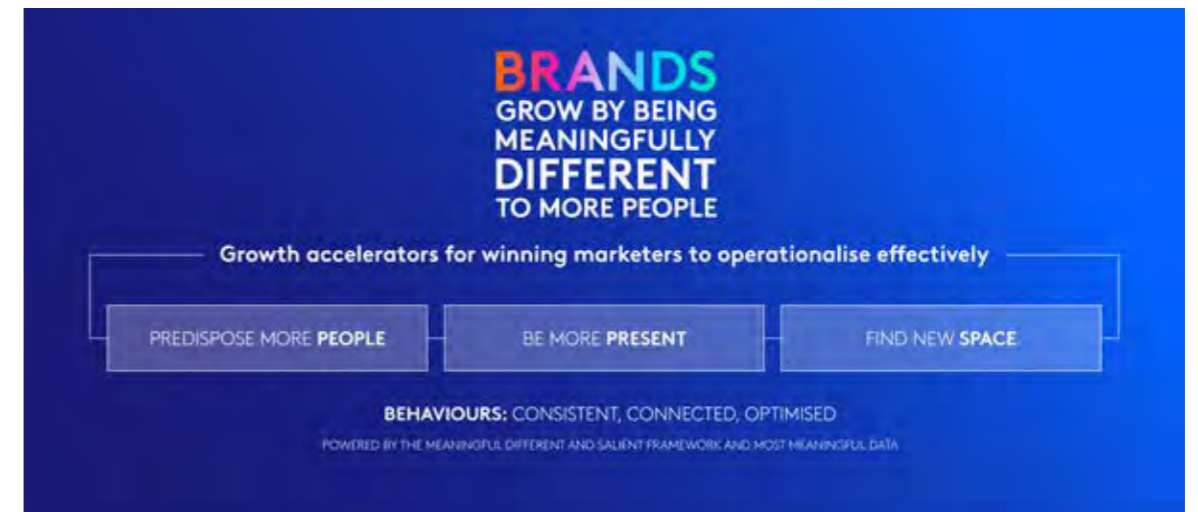 BRANDS
GROW BY BEING
MEANINGFULLY
DIFFERENT
TO MORE PEOPLE
Growth accelerators for winning marketers to operationalise effectively
PREDISPOSE MORE PEOPLE
BE MORE PRESENT
FIND NEW SPACE
BEHAVIOURS: CONSISTENT, CONNECTED, OPTIMISED
POWERED BY THE MEANINGFUL DIFFERENT AND SALIENT FRAMEWORK AND MOST MEANINGFUL DATA